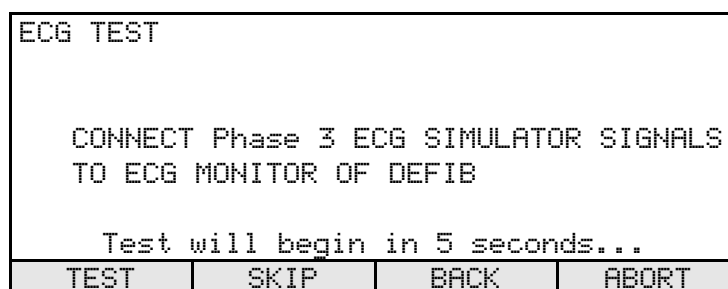 ECG TEST
CONNECT Phase 3 ECG SIMULATOR SIGNALS
TO ECG MONITOR OF DEFIB
Test will begin in 5 seconds...
TEST SKIP BACK ABORT